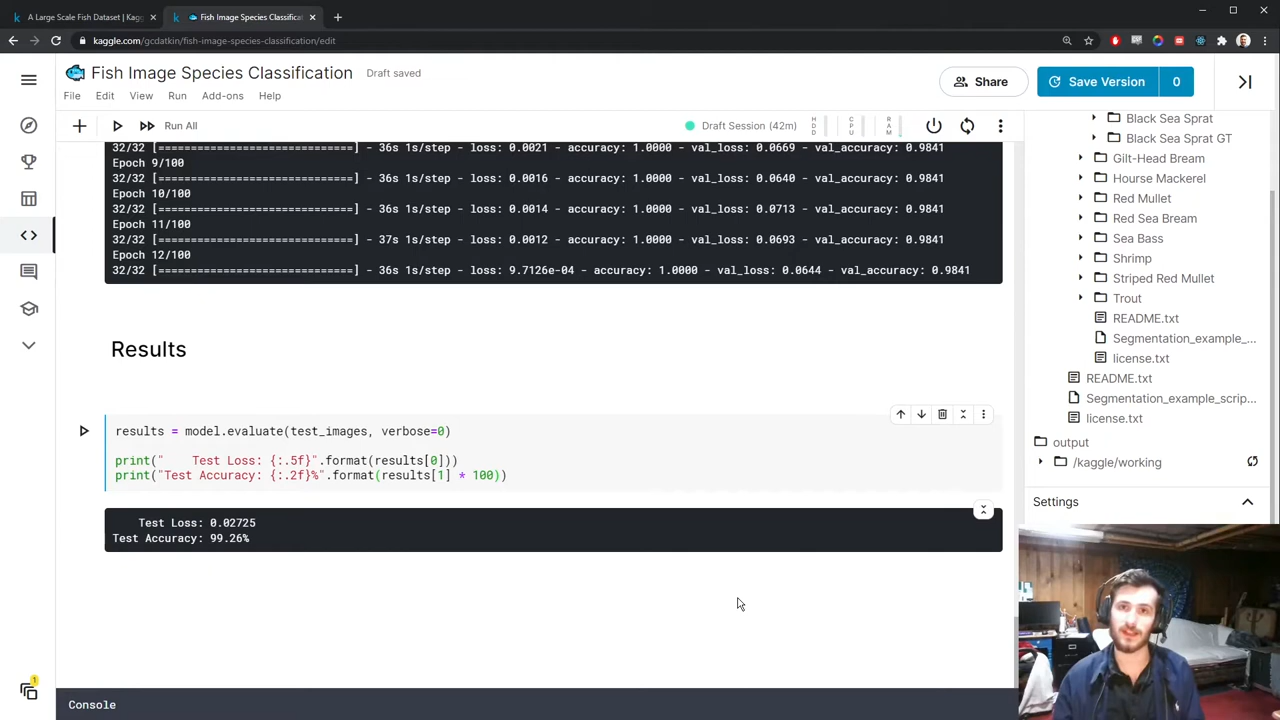 A Large Scale Fish Dataset | Kagg
Fish Image Species Classificat
kaggle.com/gcdatkin/fish-image-species-classification/edit
Fish Image Species Classification
Draft saved
Share
Save Version
0
File
Edit
View
Run
Add-ons
Help
Run All
Draft Session (42m)
HDD
CPU
RAM
32/32 [==============================] - 36s 1s/step - loss: 0.0021 - accuracy: 1.0000 - val_loss: 0.0669 - val_accuracy: 0.9841
Epoch 9/100
32/32 [==============================] - 36s 1s/step - loss: 0.0016 - accuracy: 1.0000 - val_loss: 0.0640 - val_accuracy: 0.9841
Epoch 10/100
32/32 [==============================] - 36s 1s/step - loss: 0.0014 - accuracy: 1.0000 - val_loss: 0.0713 - val_accuracy: 0.9841
Epoch 11/100
32/32 [==============================] - 37s 1s/step - loss: 0.0012 - accuracy: 1.0000 - val_loss: 0.0693 - val_accuracy: 0.9841
Epoch 12/100
32/32 [==============================] - 36s 1s/step - loss: 9.7126e-04 - accuracy: 1.0000 - val_loss: 0.0644 - val_accuracy: 0.9841
Results
results = model.evaluate(test_images, verbose=0)
print("    Test Loss: {:.5f}".format(results[0]))
print("Test Accuracy: {:.2f}%".format(results[1] * 100))
    Test Loss: 0.02725
Test Accuracy: 99.26%
Black Sea Sprat
Black Sea Sprat GT
Gilt-Head Bream
Hourse Mackerel
Red Mullet
Red Sea Bream
Sea Bass
Shrimp
Striped Red Mullet
Trout
README.txt
Segmentation_example_...
license.txt
README.txt
Segmentation_example_scrip...
license.txt
output
/kaggle/working
Settings
1
Console